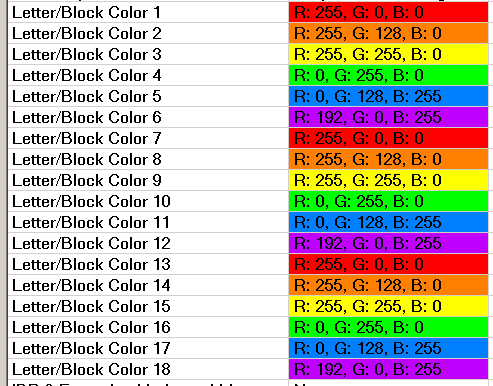 Letter/Block Color 1 R: 255, G: 0, B: 0
Letter/Block Color 2 R: 255, G: 128, B: 0
Letter/Block Color 3 R: 255, G: 255, B: 0
Letter/Block Color 4 R: 0, G: 255, B: 0
Letter/Block Color 5 R: 0, G: 128, B: 255
Letter/Block Color 6 R: 192, G: 0, B: 255
Letter/Block Color 7 R: 255, G: 0, B: 0
Letter/Block Color 8 R: 255, G: 128, B: 0
Letter/Block Color 9 R: 255, G: 255, B: 0
Letter/Block Color 10 R: 0, G: 255, B: 0
Letter/Block Color 11 R: 0, G: 128, B: 255
Letter/Block Color 12 R: 192, G: 0, B: 255
Letter/Block Color 13 R: 255, G: 0, B: 0
Letter/Block Color 14 R: 255, G: 128, B: 0
Letter/Block Color 15 R: 255, G: 255, B: 0
Letter/Block Color 16 R: 0, G: 255, B: 0
Letter/Block Color 17 R: 0, G: 128, B: 255
Letter/Block Color 18 R: 192, G: 0, B: 255